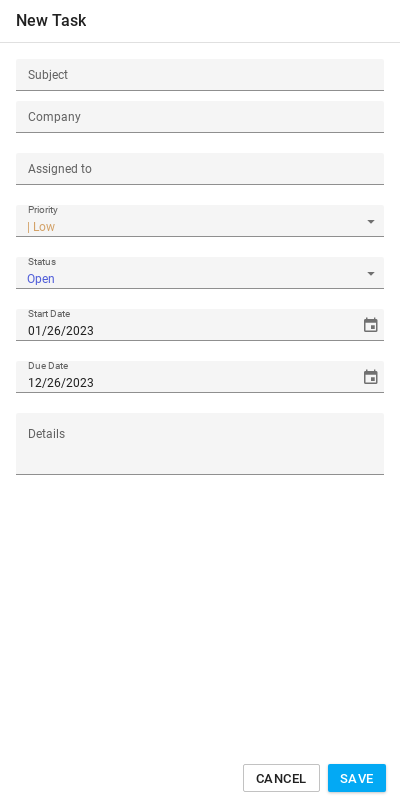 New Task
Subject
Company
Assigned to
Priority
| Low
Status
Open
Start Date
01/26/2023
Due Date
12/26/2023
Details
CANCEL SAVE